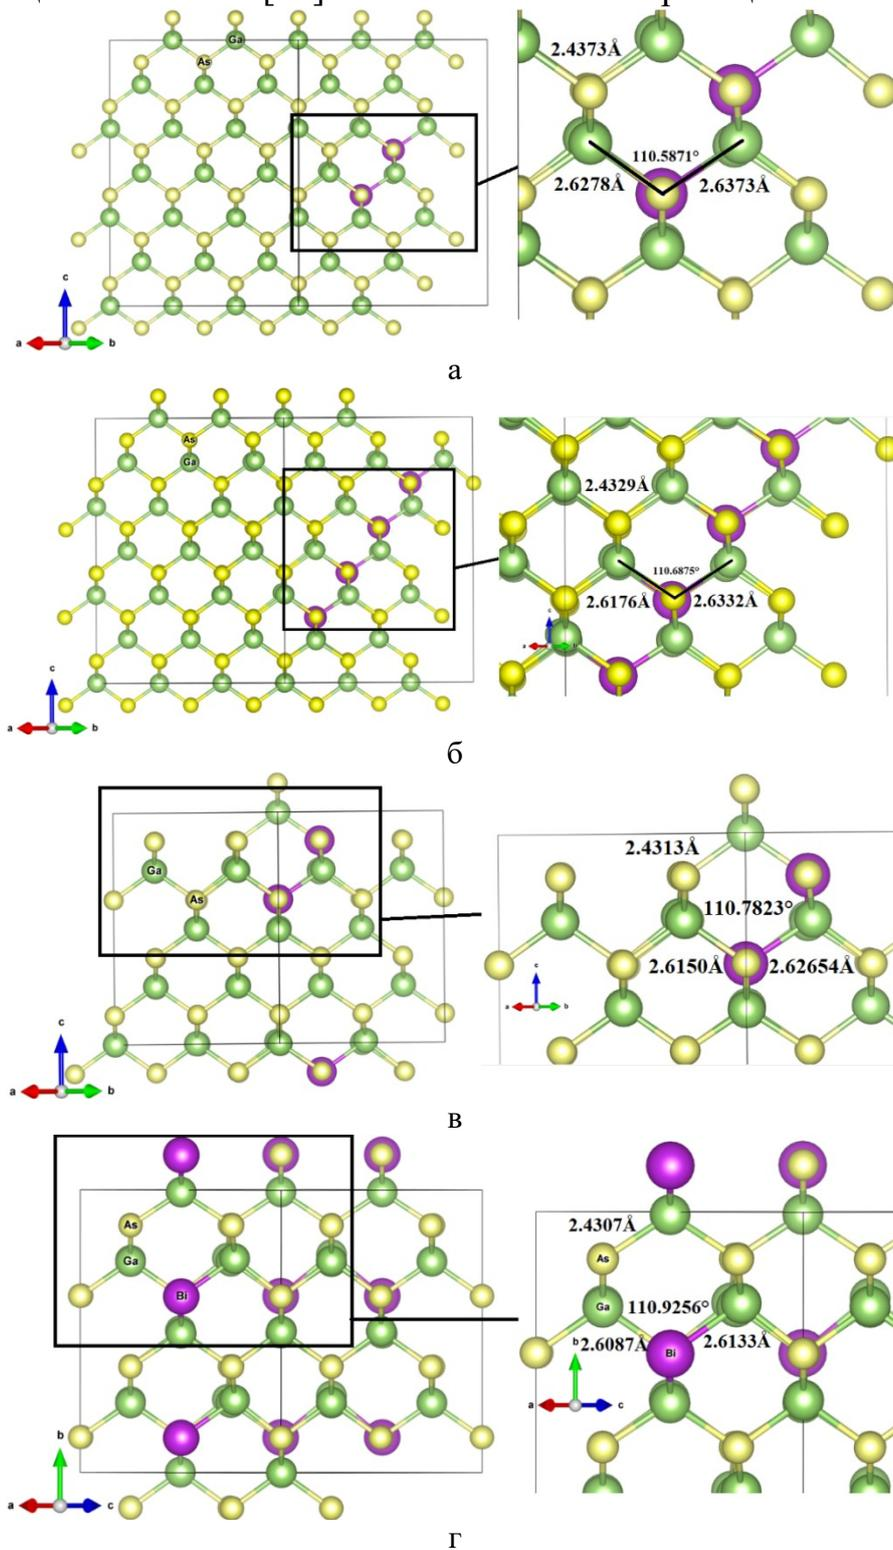 Ga
As
2.4373Å
110.5871°
2.6278Å
2.6373Å
c
a
b
а
As
Ga
2.4329Å
110.6875°
2.6176Å
2.6332Å
c
a
b
c
a
b
б
Ga
As
2.4313Å
110.7823°
2.6150Å
2.62654Å
c
a
b
c
a
b
в
As
Ga
Bi
2.4307Å
As
Ga
110.9256°
2.6087Å
2.6133Å
Bi
b
a
c
b
a
c
г